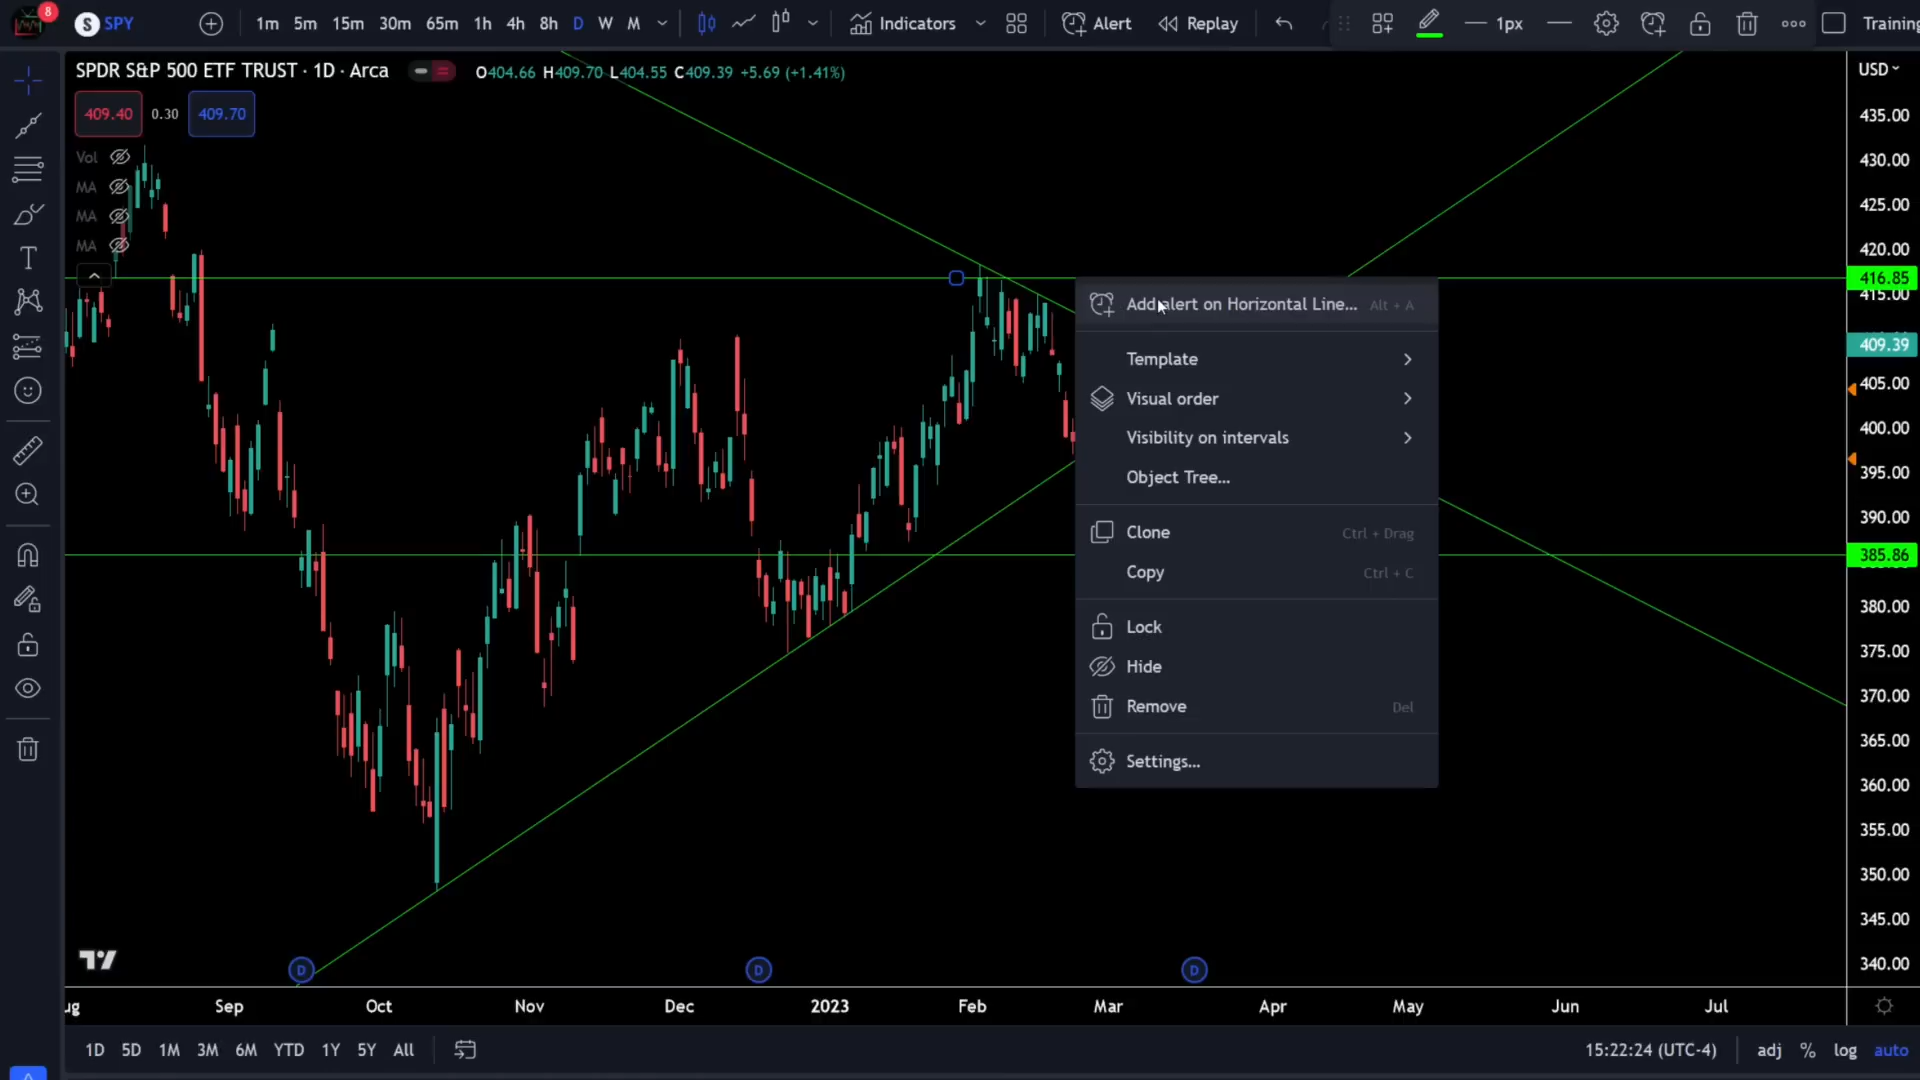 8
S SPY 1m 5m 15m 30m 65m 1h 4h 8h D W M Indicators Alert Replay 1px Training
SPDR S&P 500 ETF TRUST · 1D · Arca O404.66 H409.70 L404.55 C409.39 +5.69 (+1.41%)
USD
409.40 0.30 409.70
Vol
MA
MA
MA
435.00
430.00
425.00
420.00
416.85
415.00
409.39
405.00
400.00
395.00
390.00
385.86
380.00
375.00
370.00
365.00
360.00
355.00
350.00
345.00
340.00
Add alert on Horizontal Line... Alt + A
Template
Visual order
Visibility on intervals
Object Tree...
Clone Ctrl + Drag
Copy Ctrl + C
Lock
Hide
Remove Del
Settings...
D D D
ug Sep Oct Nov Dec 2023 Feb Mar Apr May Jun Jul
1D 5D 1M 3M 6M YTD 1Y 5Y All 15:22:24 (UTC-4) adj % log auto